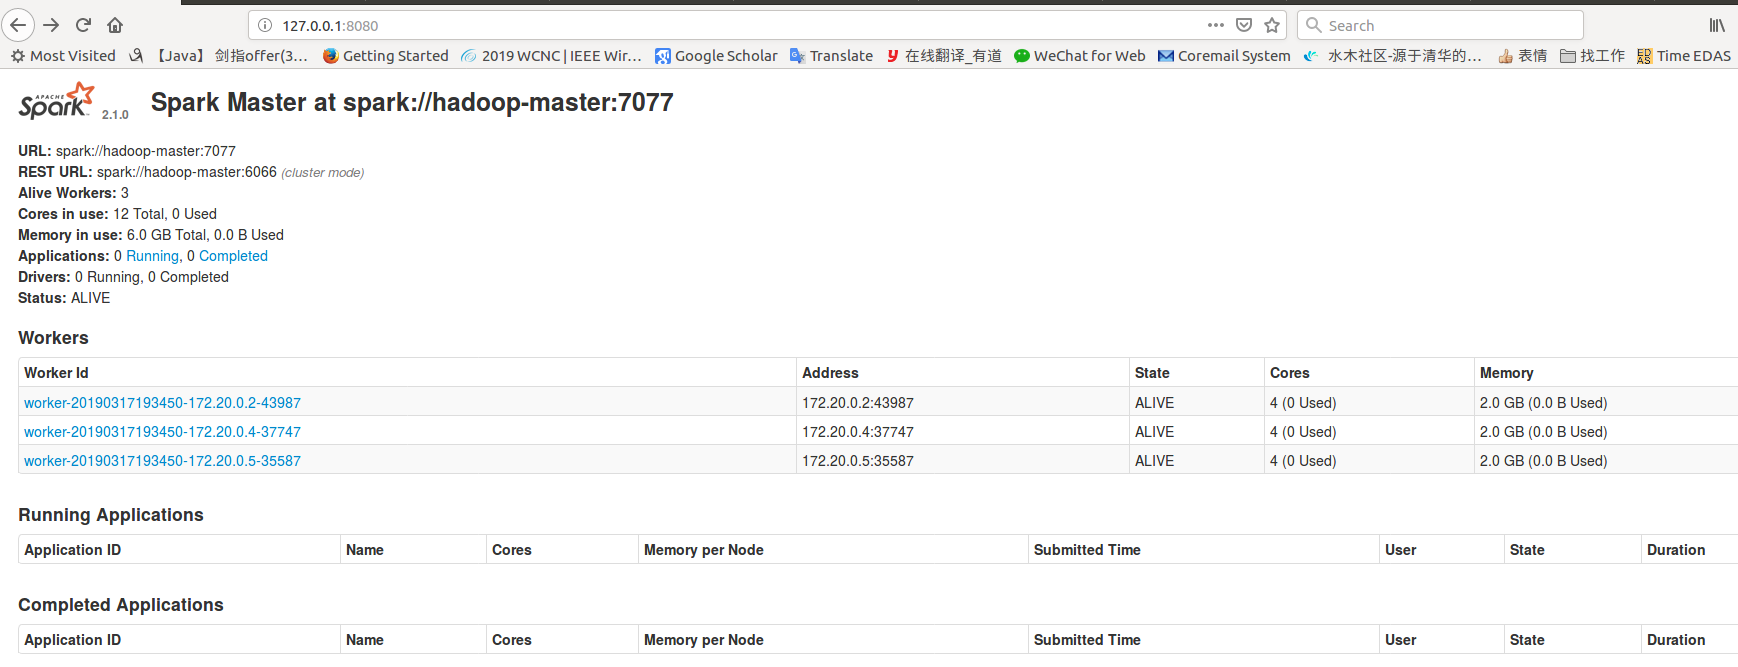 127.0.0.1:8080
Search
Most Visited 【Java】 剑指offer(3... Getting Started 2019 WCNC | IEEE Wir... Google Scholar Translate 在线翻译_有道 WeChat for Web Coremail System 水木社区-源于清华的... 表情 找工作 Time EDAS
APACHE Spark 2.1.0 Spark Master at spark://hadoop-master:7077
URL: spark://hadoop-master:7077
REST URL: spark://hadoop-master:6066 (cluster mode)
Alive Workers: 3
Cores in use: 12 Total, 0 Used
Memory in use: 6.0 GB Total, 0.0 B Used
Applications: 0 Running, 0 Completed
Drivers: 0 Running, 0 Completed
Status: ALIVE
Workers
Worker Id Address State Cores Memory
worker-20190317193450-172.20.0.2-43987 172.20.0.2:43987 ALIVE 4 (0 Used) 2.0 GB (0.0 B Used)
worker-20190317193450-172.20.0.4-37747 172.20.0.4:37747 ALIVE 4 (0 Used) 2.0 GB (0.0 B Used)
worker-20190317193450-172.20.0.5-35587 172.20.0.5:35587 ALIVE 4 (0 Used) 2.0 GB (0.0 B Used)
Running Applications
Application ID Name Cores Memory per Node Submitted Time User State Duration
Completed Applications
Application ID Name Cores Memory per Node Submitted Time User State Duration